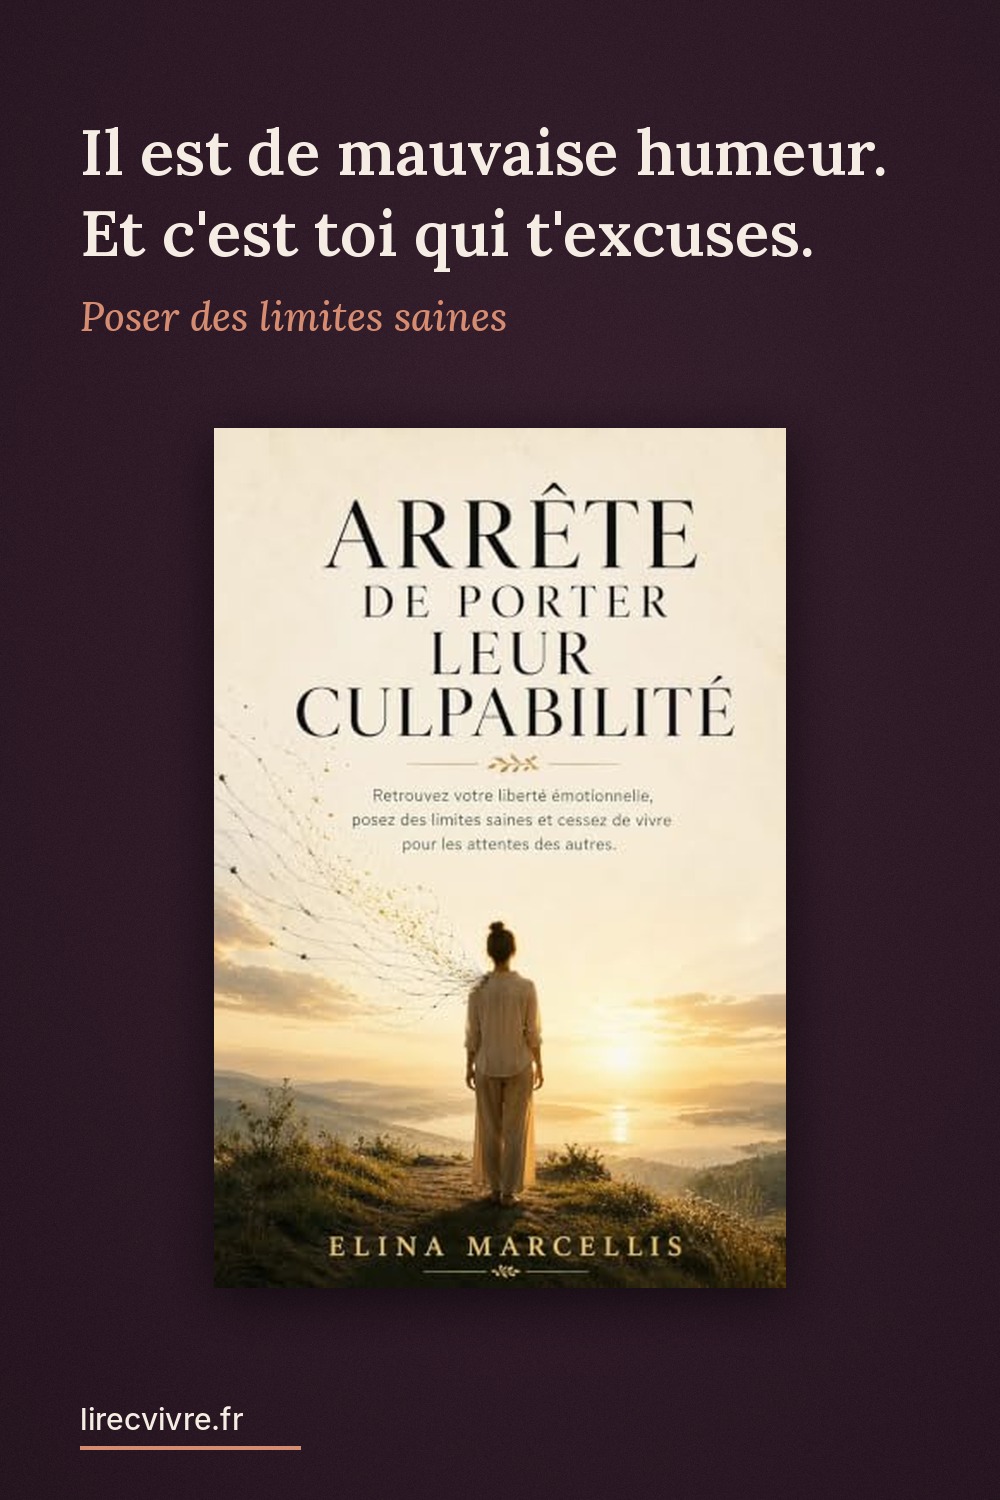 Il est de mauvaise humeur.
Et c'est toi qui t'excuses.
Poser des limites saines
ARRÊTE
DE PORTER
LEUR
CULPABILITÉ
Retrouvez votre liberté émotionnelle,
posez des limites saines et cessez de vivre
pour les attentes des autres.
ELINA MARCELLIS
lirecvivre.fr